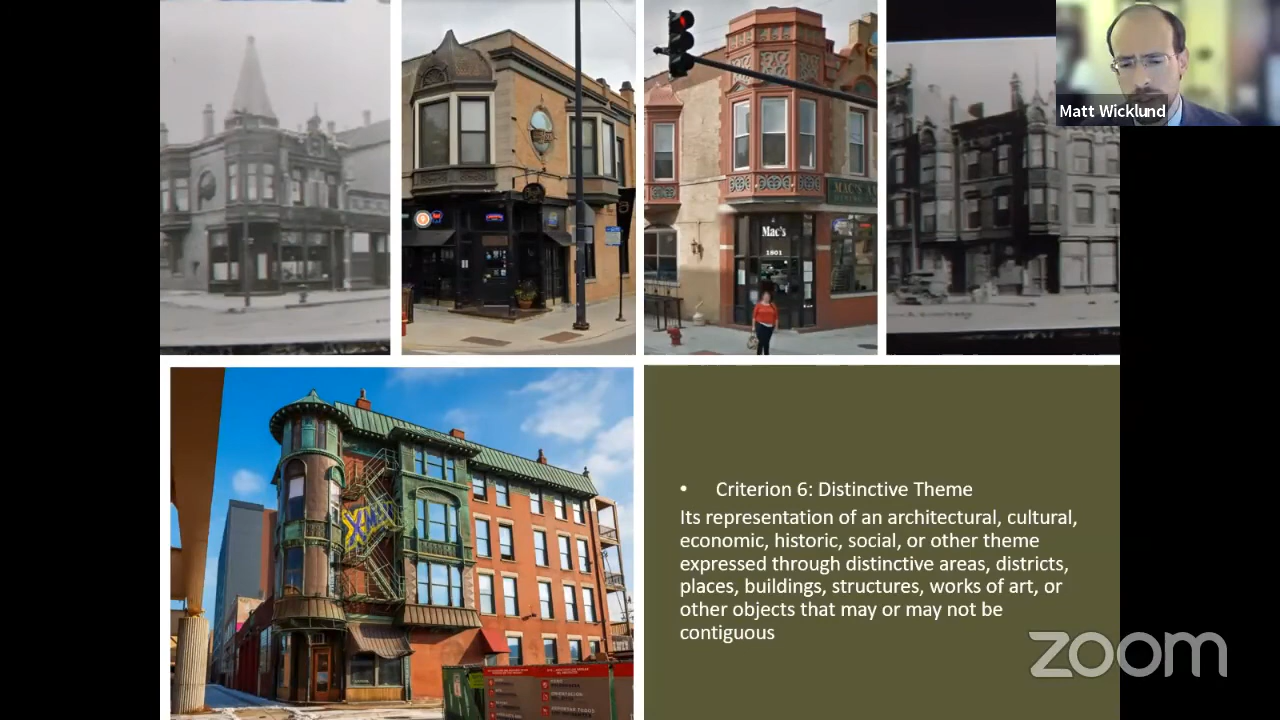 Matt Wicklund
Mac's
1801
MAC'S
X-MEN
• Criterion 6: Distinctive Theme
Its representation of an architectural, cultural,
economic, historic, social, or other theme
expressed through distinctive areas, districts,
places, buildings, structures, works of art, or
other objects that may or may not be
contiguous
zoom